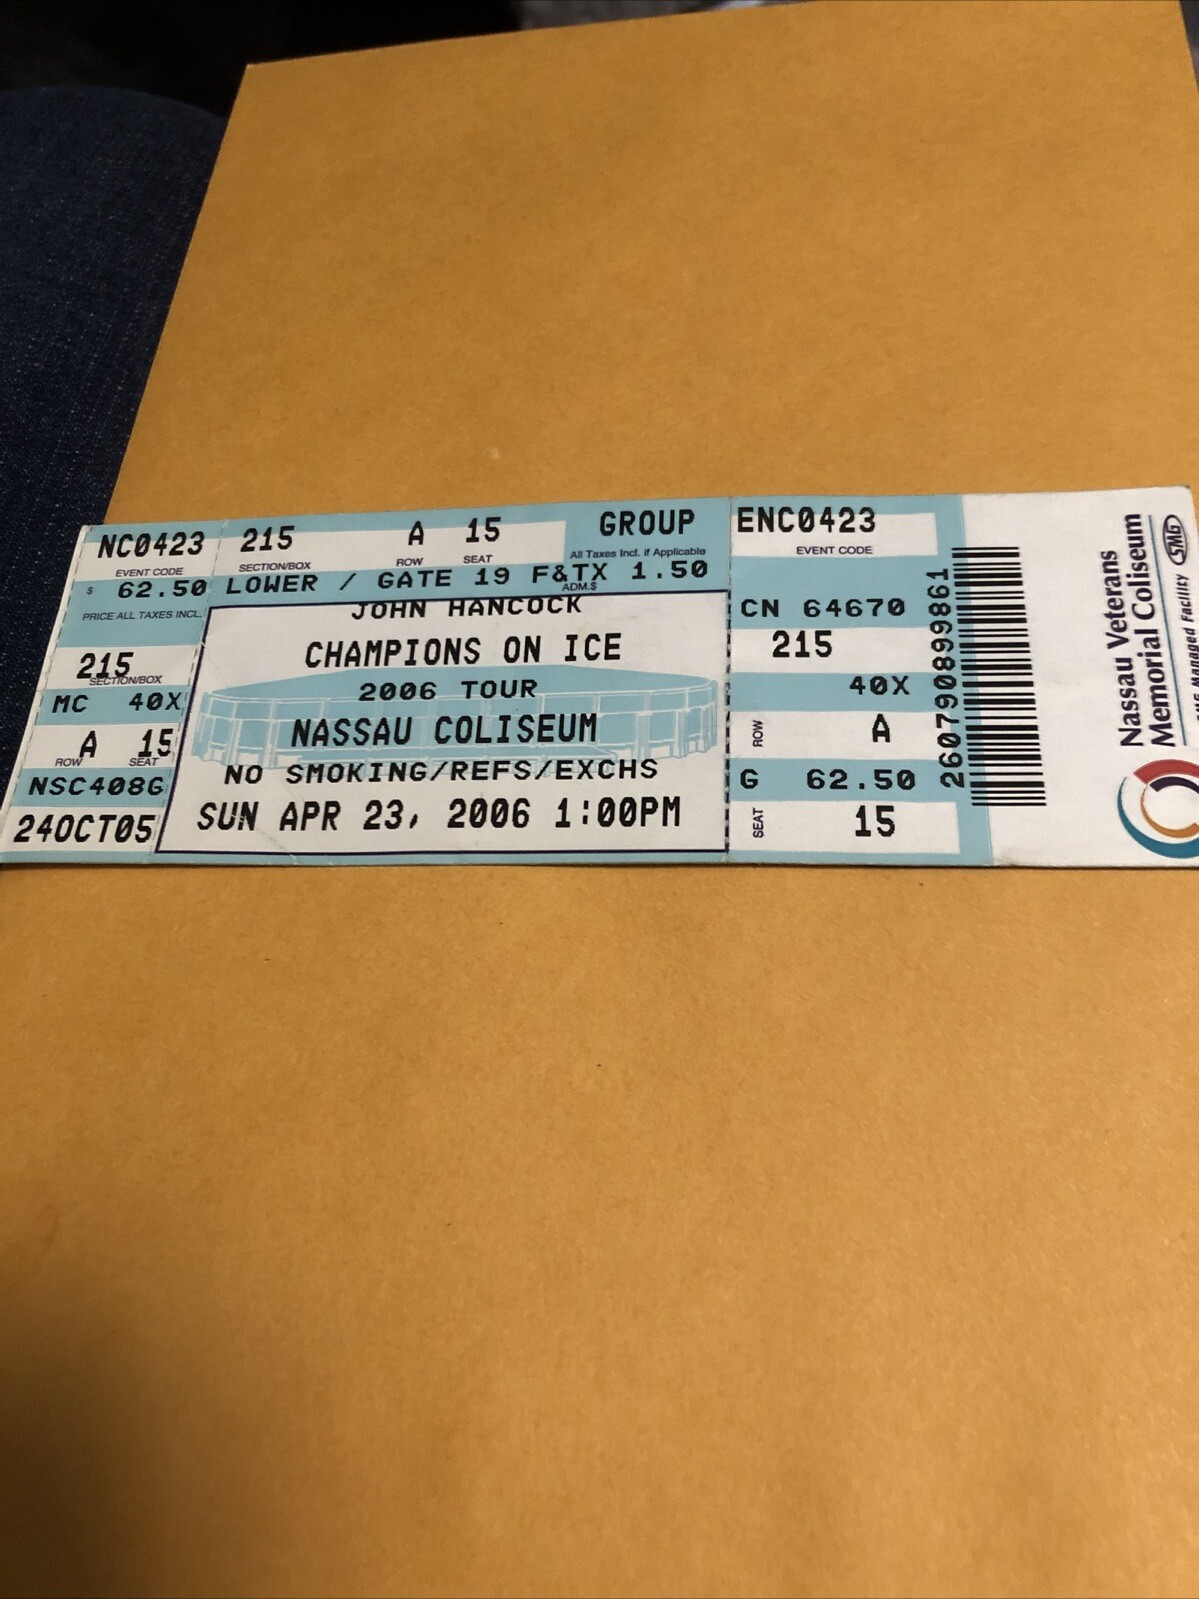 NC0423
EVENT CODE
$ 62.50
PRICE ALL TAXES INCL.
215
SECTION/BOX
MC 40X
A 15
ROW SEAT
NSC408G
24OCT05
215 A 15 GROUP
SECTION/BOX ROW SEAT All Taxes Incl. if Applicable
LOWER / GATE 19 F&TX 1.50
ADM.$
JOHN HANCOCK
CHAMPIONS ON ICE
2006 TOUR
NASSAU COLISEUM
NO SMOKING/REFS/EXCHS
SUN APR 23, 2006 1:00PM
ENC0423
EVENT CODE
CN 64670
215
40X
ROW A
G 62.50
SEAT 15
260790899861
Nassau Veterans
Memorial Coliseum
Managed Facility SMG